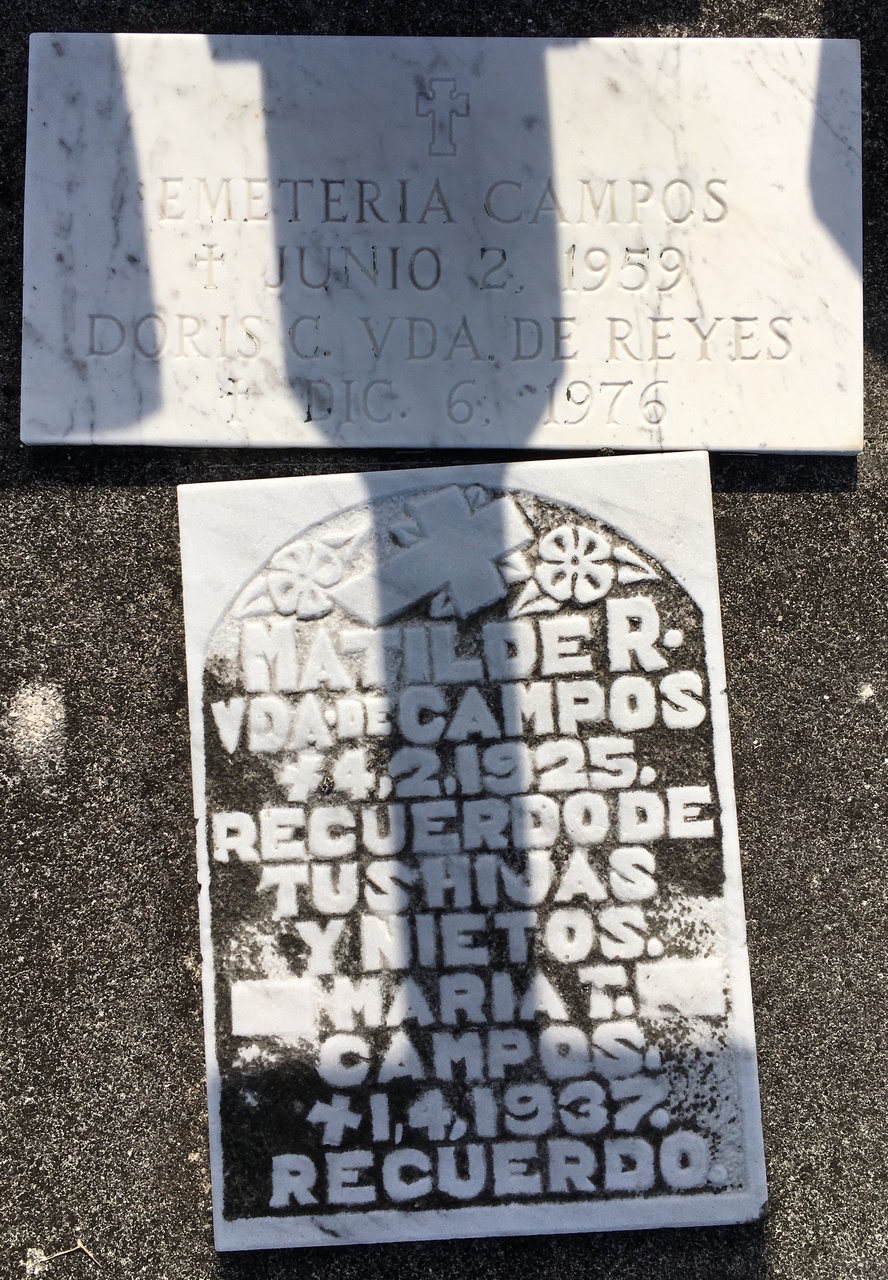 EMETERIA CAMPOS
✝ JUNIO 2, 1959
DORIS C. VDA. DE REYES
✝ DIC. 6, 1976
MATILDE R.
VDA. DE CAMPOS
✝4,2,1925.
RECUERDO DE
TUS HIJAS
Y NIETOS.
MARIA T.
CAMPOS.
✝1,4,1937.
RECUERDO.